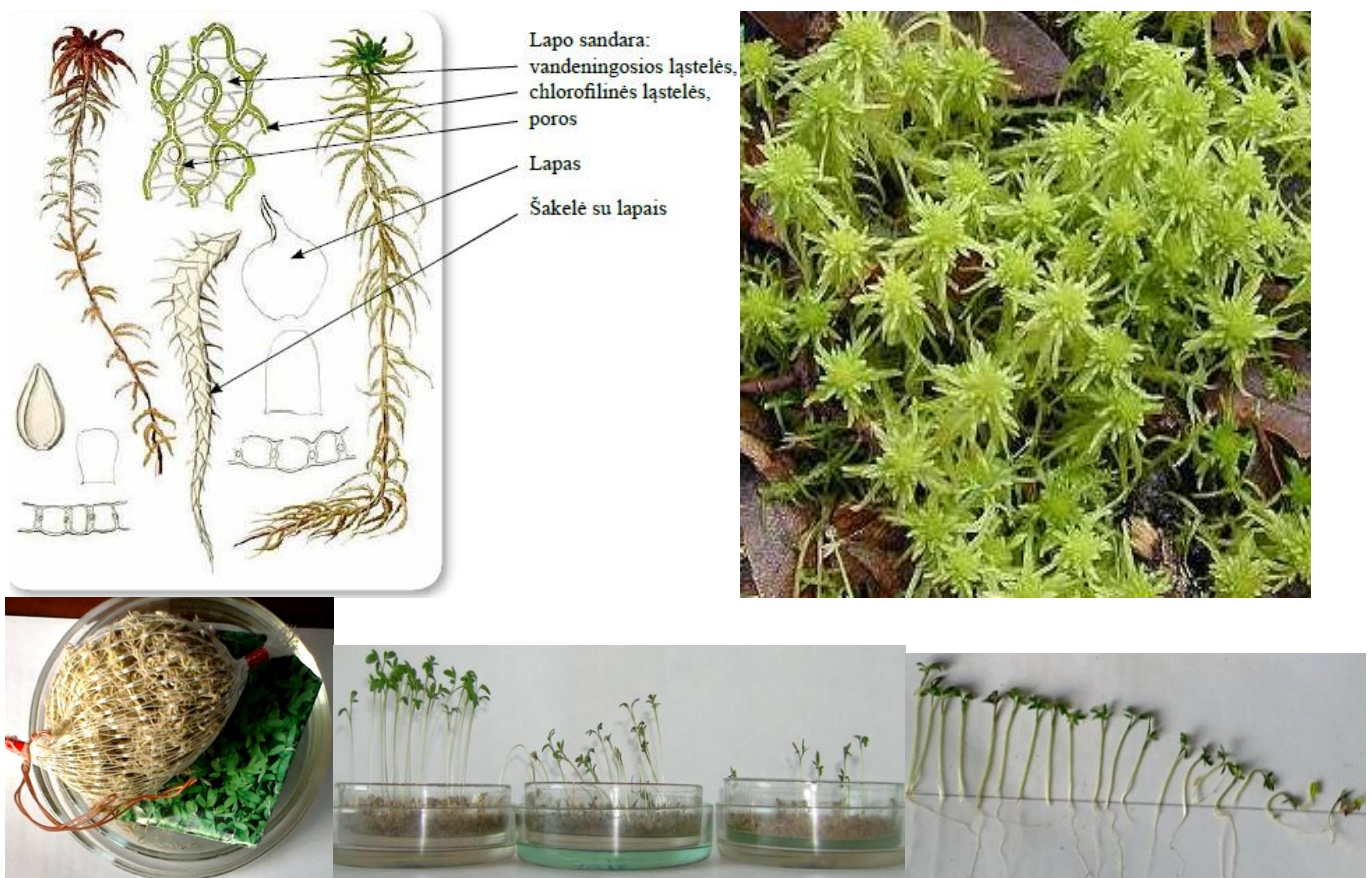 Lapo sandara:
vandeningosios ląstelės,
chlorofilinės ląstelės,
poros
Lapas
Šakelė su lapais